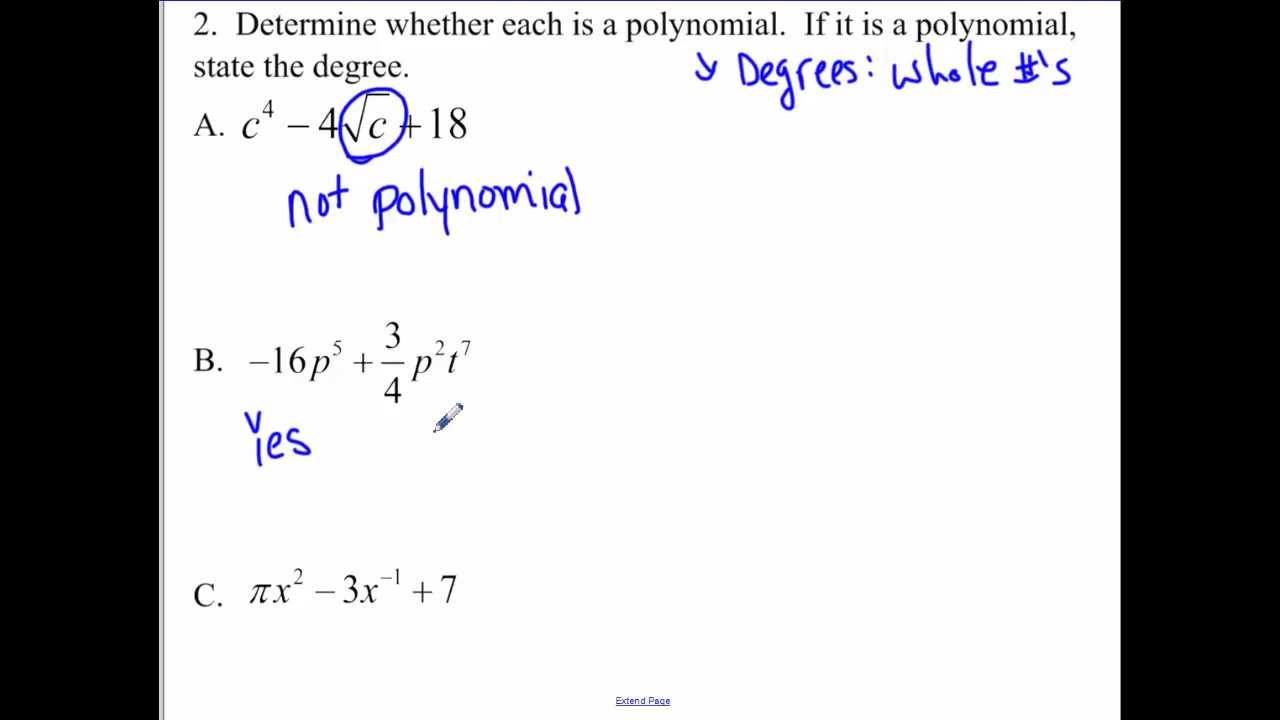 2. Determine whether each is a polynomial. If it is a polynomial,
state the degree.
↘ Degrees: whole #'s
A. c⁴ − 4√c + 18
not polynomial
B. −16p⁵ + 3/4 p²t⁷
Yes
C. πx² − 3x⁻¹ + 7
Extend Page